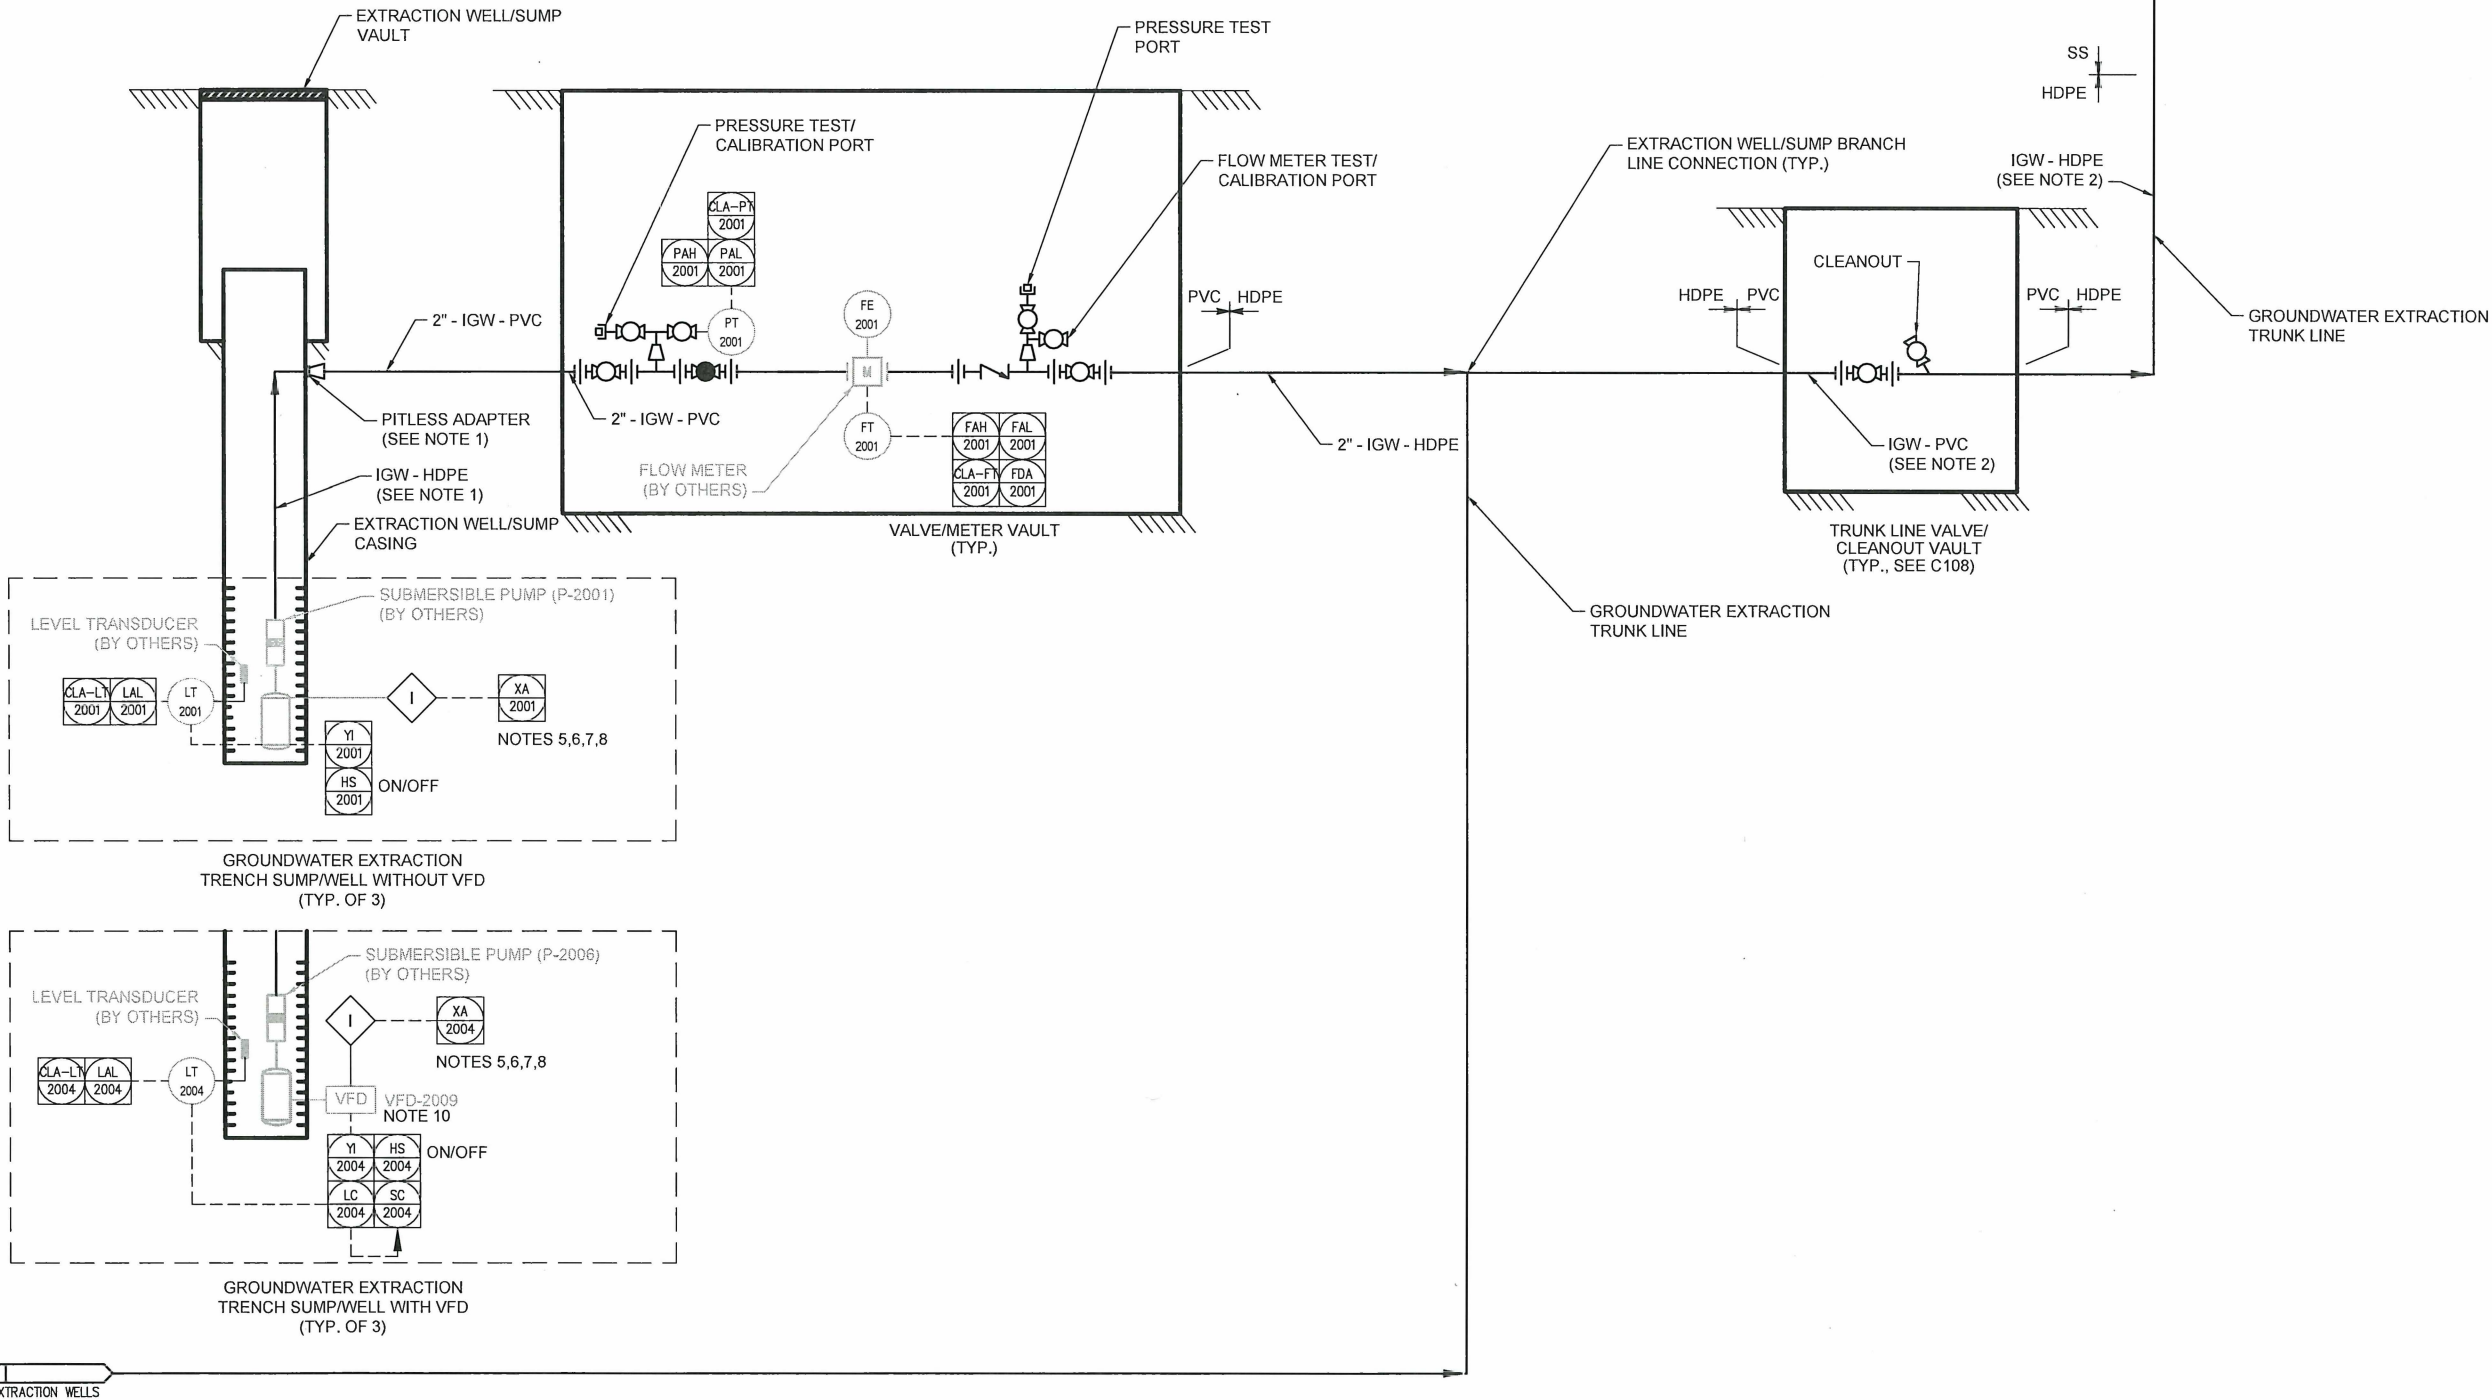 EXTRACTION WELL/SUMP
VAULT
PRESSURE TEST
PORT
SS
HDPE
PRESSURE TEST/
CALIBRATION PORT
FLOW METER TEST/
CALIBRATION PORT
EXTRACTION WELL/SUMP BRANCH
LINE CONNECTION (TYP.)
IGW - HDPE
(SEE NOTE 2)
CLA-PT
2001
PAH
2001
PAL
2001
PT
2001
FE
2001
M
FT
2001
FAH
2001
FAL
2001
CLA-FT
2001
FDA
2001
FLOW METER
(BY OTHERS)
2" - IGW - PVC
2" - IGW - PVC
PVC
HDPE
2" - IGW - HDPE
HDPE
PVC
CLEANOUT
PVC
HDPE
GROUNDWATER EXTRACTION
TRUNK LINE
IGW - PVC
(SEE NOTE 2)
PITLESS ADAPTER
(SEE NOTE 1)
IGW - HDPE
(SEE NOTE 1)
EXTRACTION WELL/SUMP
CASING
VALVE/METER VAULT
(TYP.)
TRUNK LINE VALVE/
CLEANOUT VAULT
(TYP., SEE C108)
GROUNDWATER EXTRACTION
TRUNK LINE
SUBMERSIBLE PUMP (P-2001)
(BY OTHERS)
LEVEL TRANSDUCER
(BY OTHERS)
CLA-LT
2001
LAL
2001
LT
2001
I
XA
2001
NOTES 5,6,7,8
YI
2001
HS
2001
ON/OFF
GROUNDWATER EXTRACTION
TRENCH SUMP/WELL WITHOUT VFD
(TYP. OF 3)
SUBMERSIBLE PUMP (P-2006)
(BY OTHERS)
LEVEL TRANSDUCER
(BY OTHERS)
I
XA
2004
NOTES 5,6,7,8
CLA-LT
2004
LAL
2004
LT
2004
VFD
VFD-2009
NOTE 10
YI
2004
HS
2004
ON/OFF
LC
2004
SC
2004
GROUNDWATER EXTRACTION
TRENCH SUMP/WELL WITH VFD
(TYP. OF 3)
WELLS